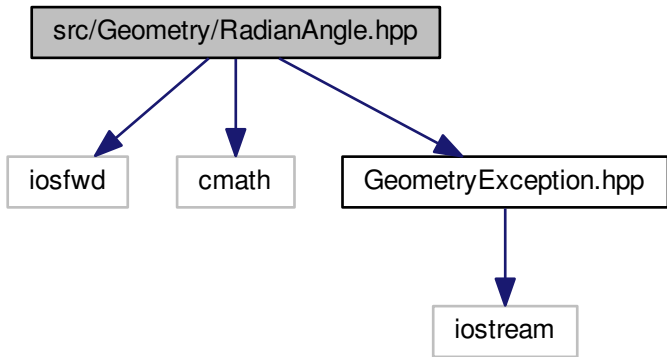 src/Geometry/RadianAngle.hpp
iosfwd
cmath
GeometryException.hpp
iostream